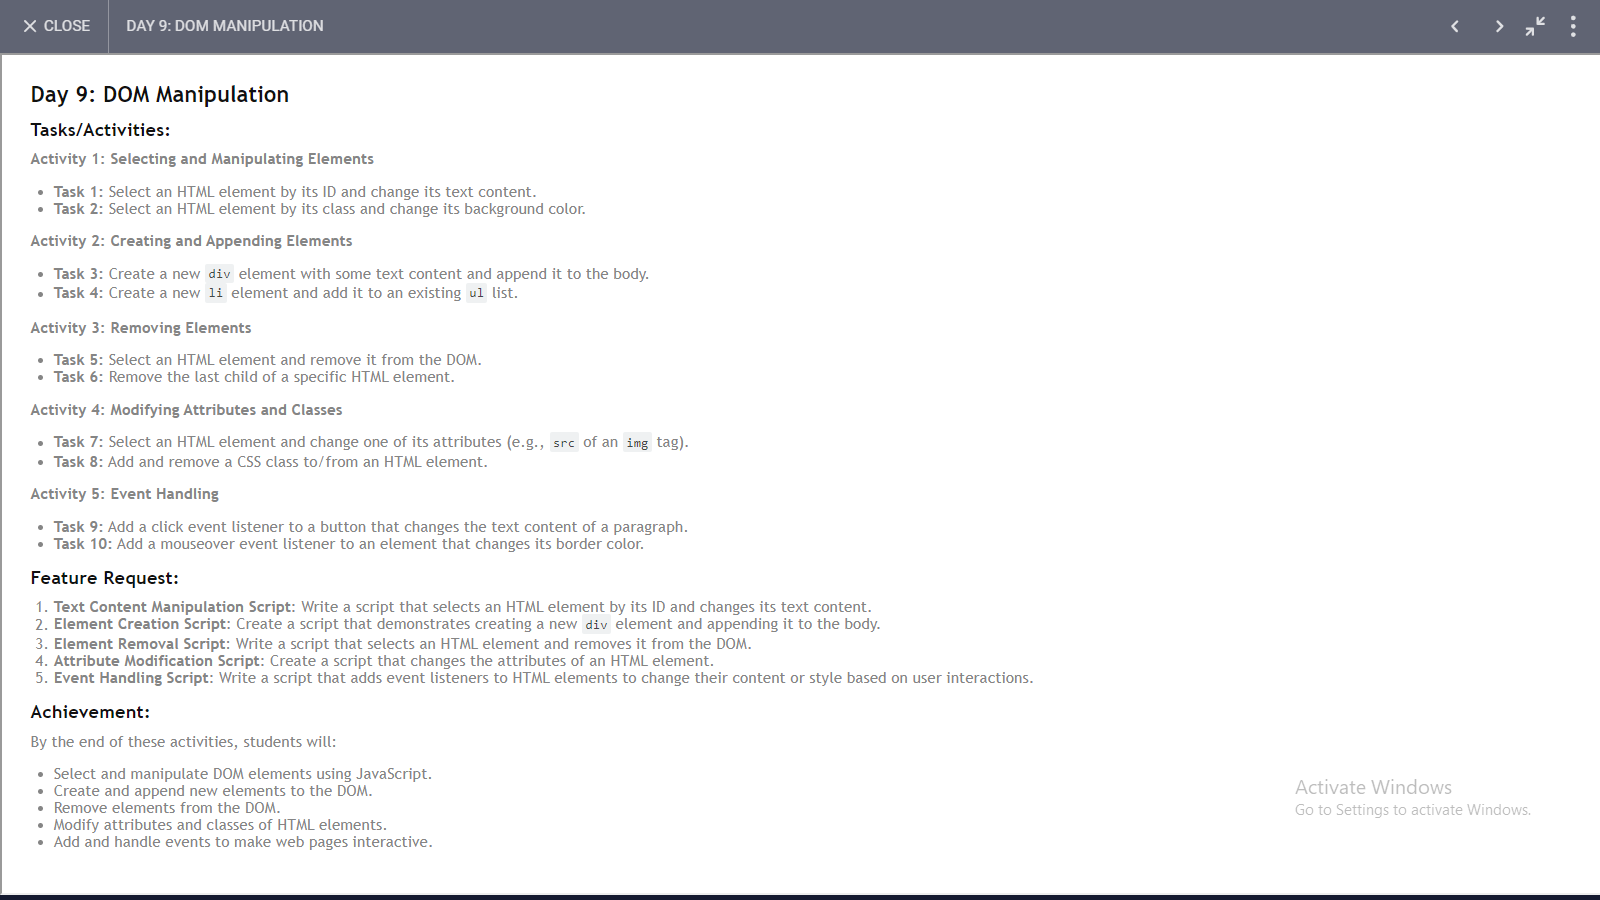 CLOSE
DAY 9: DOM MANIPULATION
Day 9: DOM Manipulation
Tasks/Activities:
Activity 1: Selecting and Manipulating Elements
Task 1: Select an HTML element by its ID and change its text content.
Task 2: Select an HTML element by its class and change its background color.
Activity 2: Creating and Appending Elements
Task 3: Create a new div element with some text content and append it to the body.
Task 4: Create a new li element and add it to an existing ul list.
Activity 3: Removing Elements
Task 5: Select an HTML element and remove it from the DOM.
Task 6: Remove the last child of a specific HTML element.
Activity 4: Modifying Attributes and Classes
Task 7: Select an HTML element and change one of its attributes (e.g., src of an img tag).
Task 8: Add and remove a CSS class to/from an HTML element.
Activity 5: Event Handling
Task 9: Add a click event listener to a button that changes the text content of a paragraph.
Task 10: Add a mouseover event listener to an element that changes its border color.
Feature Request:
1. Text Content Manipulation Script: Write a script that selects an HTML element by its ID and changes its text content.
2. Element Creation Script: Create a script that demonstrates creating a new div element and appending it to the body.
3. Element Removal Script: Write a script that selects an HTML element and removes it from the DOM.
4. Attribute Modification Script: Create a script that changes the attributes of an HTML element.
5. Event Handling Script: Write a script that adds event listeners to HTML elements to change their content or style based on user interactions.
Achievement:
By the end of these activities, students will:
Select and manipulate DOM elements using JavaScript.
Create and append new elements to the DOM.
Remove elements from the DOM.
Modify attributes and classes of HTML elements.
Add and handle events to make web pages interactive.
Activate Windows
Go to Settings to activate Windows.